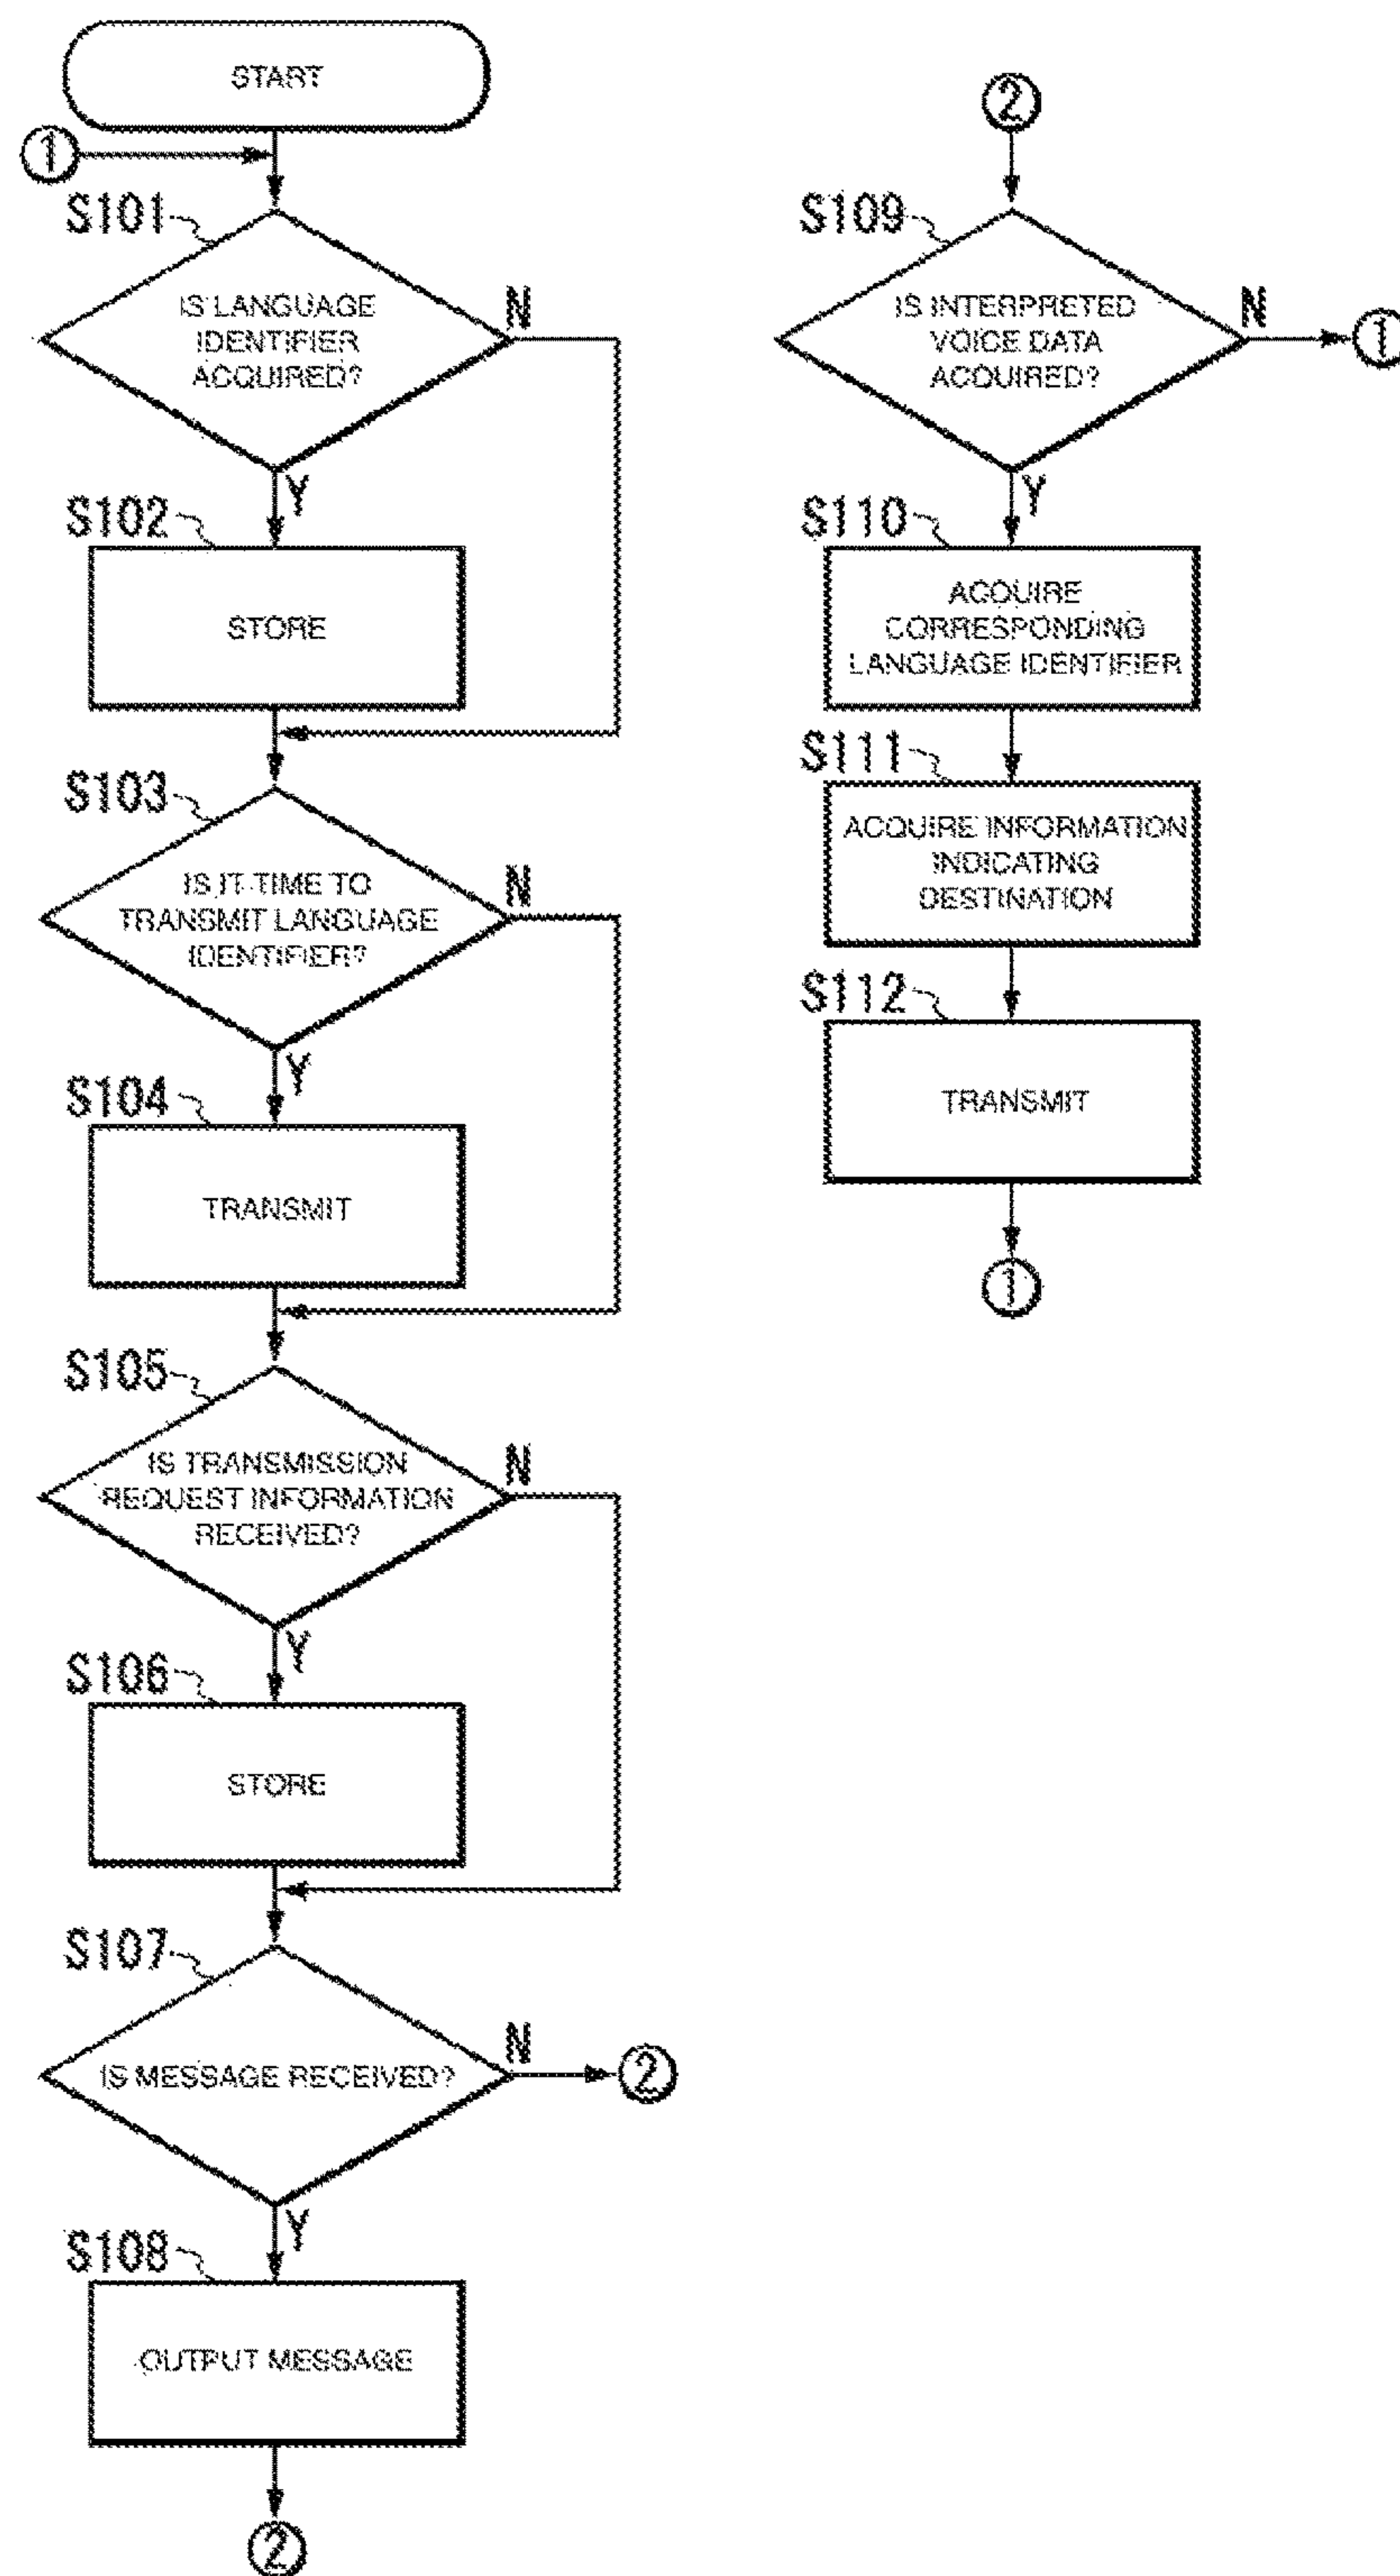 START
①
S101
IS LANGUAGE
IDENTIFIER
ACQUIRED?
N
Y
S102
STORE
S103
IS IT TIME TO
TRANSMIT LANGUAGE
IDENTIFIER?
N
Y
S104
TRANSMIT
S105
IS TRANSMISSION
REQUEST INFORMATION
RECEIVED?
N
Y
S106
STORE
S107
IS MESSAGE RECEIVED?
N
②
Y
S108
OUTPUT MESSAGE
②
②
S109
IS INTERPRETED
VOICE DATA
ACQUIRED?
N
①
Y
S110
ACQUIRE
CORRESPONDING
LANGUAGE IDENTIFIER
S111
ACQUIRE INFORMATION
INDICATING
DESTINATION
S112
TRANSMIT
①